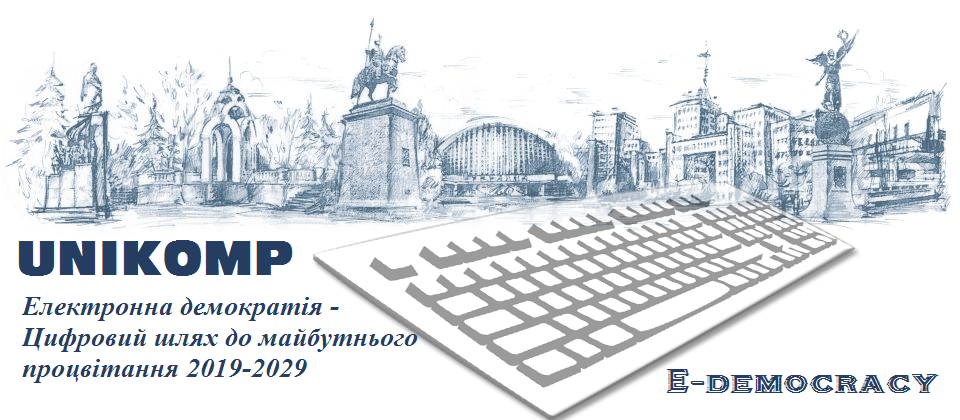 UNIKOMP
Електронна демократія -
Цифровий шлях до майбутнього
процвітання 2019-2029
E-DEMOCRACY